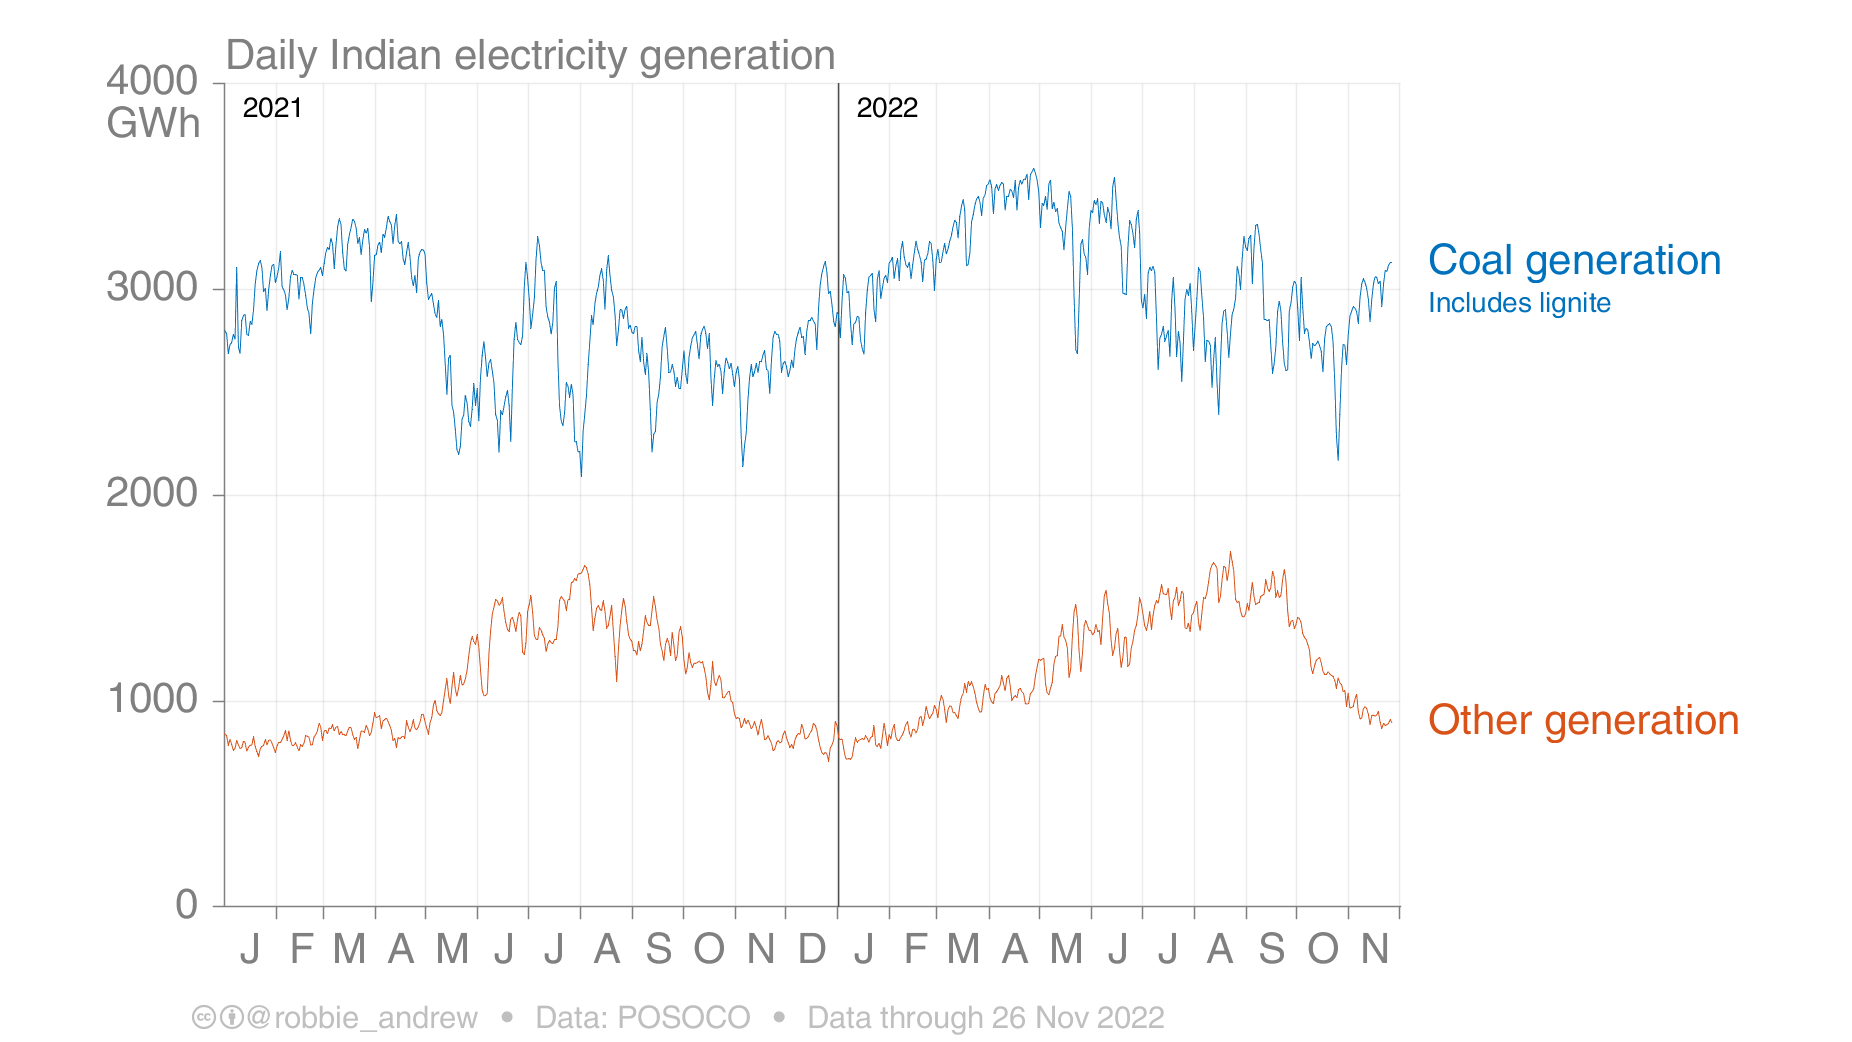 Daily Indian electricity generation
4000
GWh
2021
2022
3000
2000
1000
0
Coal generation
Includes lignite
Other generation
J F M A M J J A S O N D J F M A M J J A S O N
@robbie_andrew • Data: POSOCO • Data through 26 Nov 2022